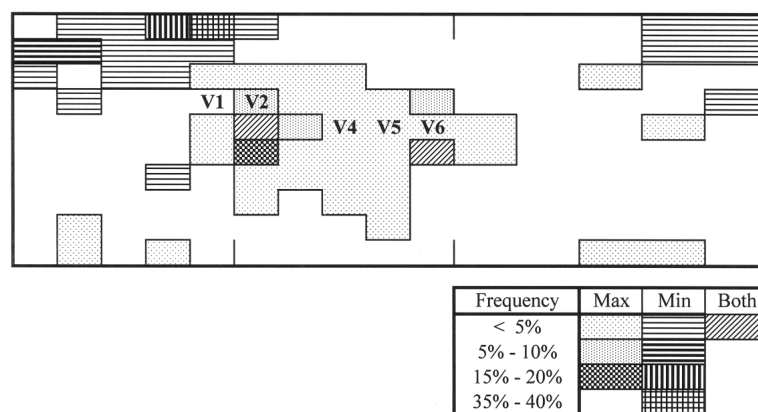 V1 V2
V4 V5 V6
Frequency Max Min Both
< 5%
5% - 10%
15% - 20%
35% - 40%